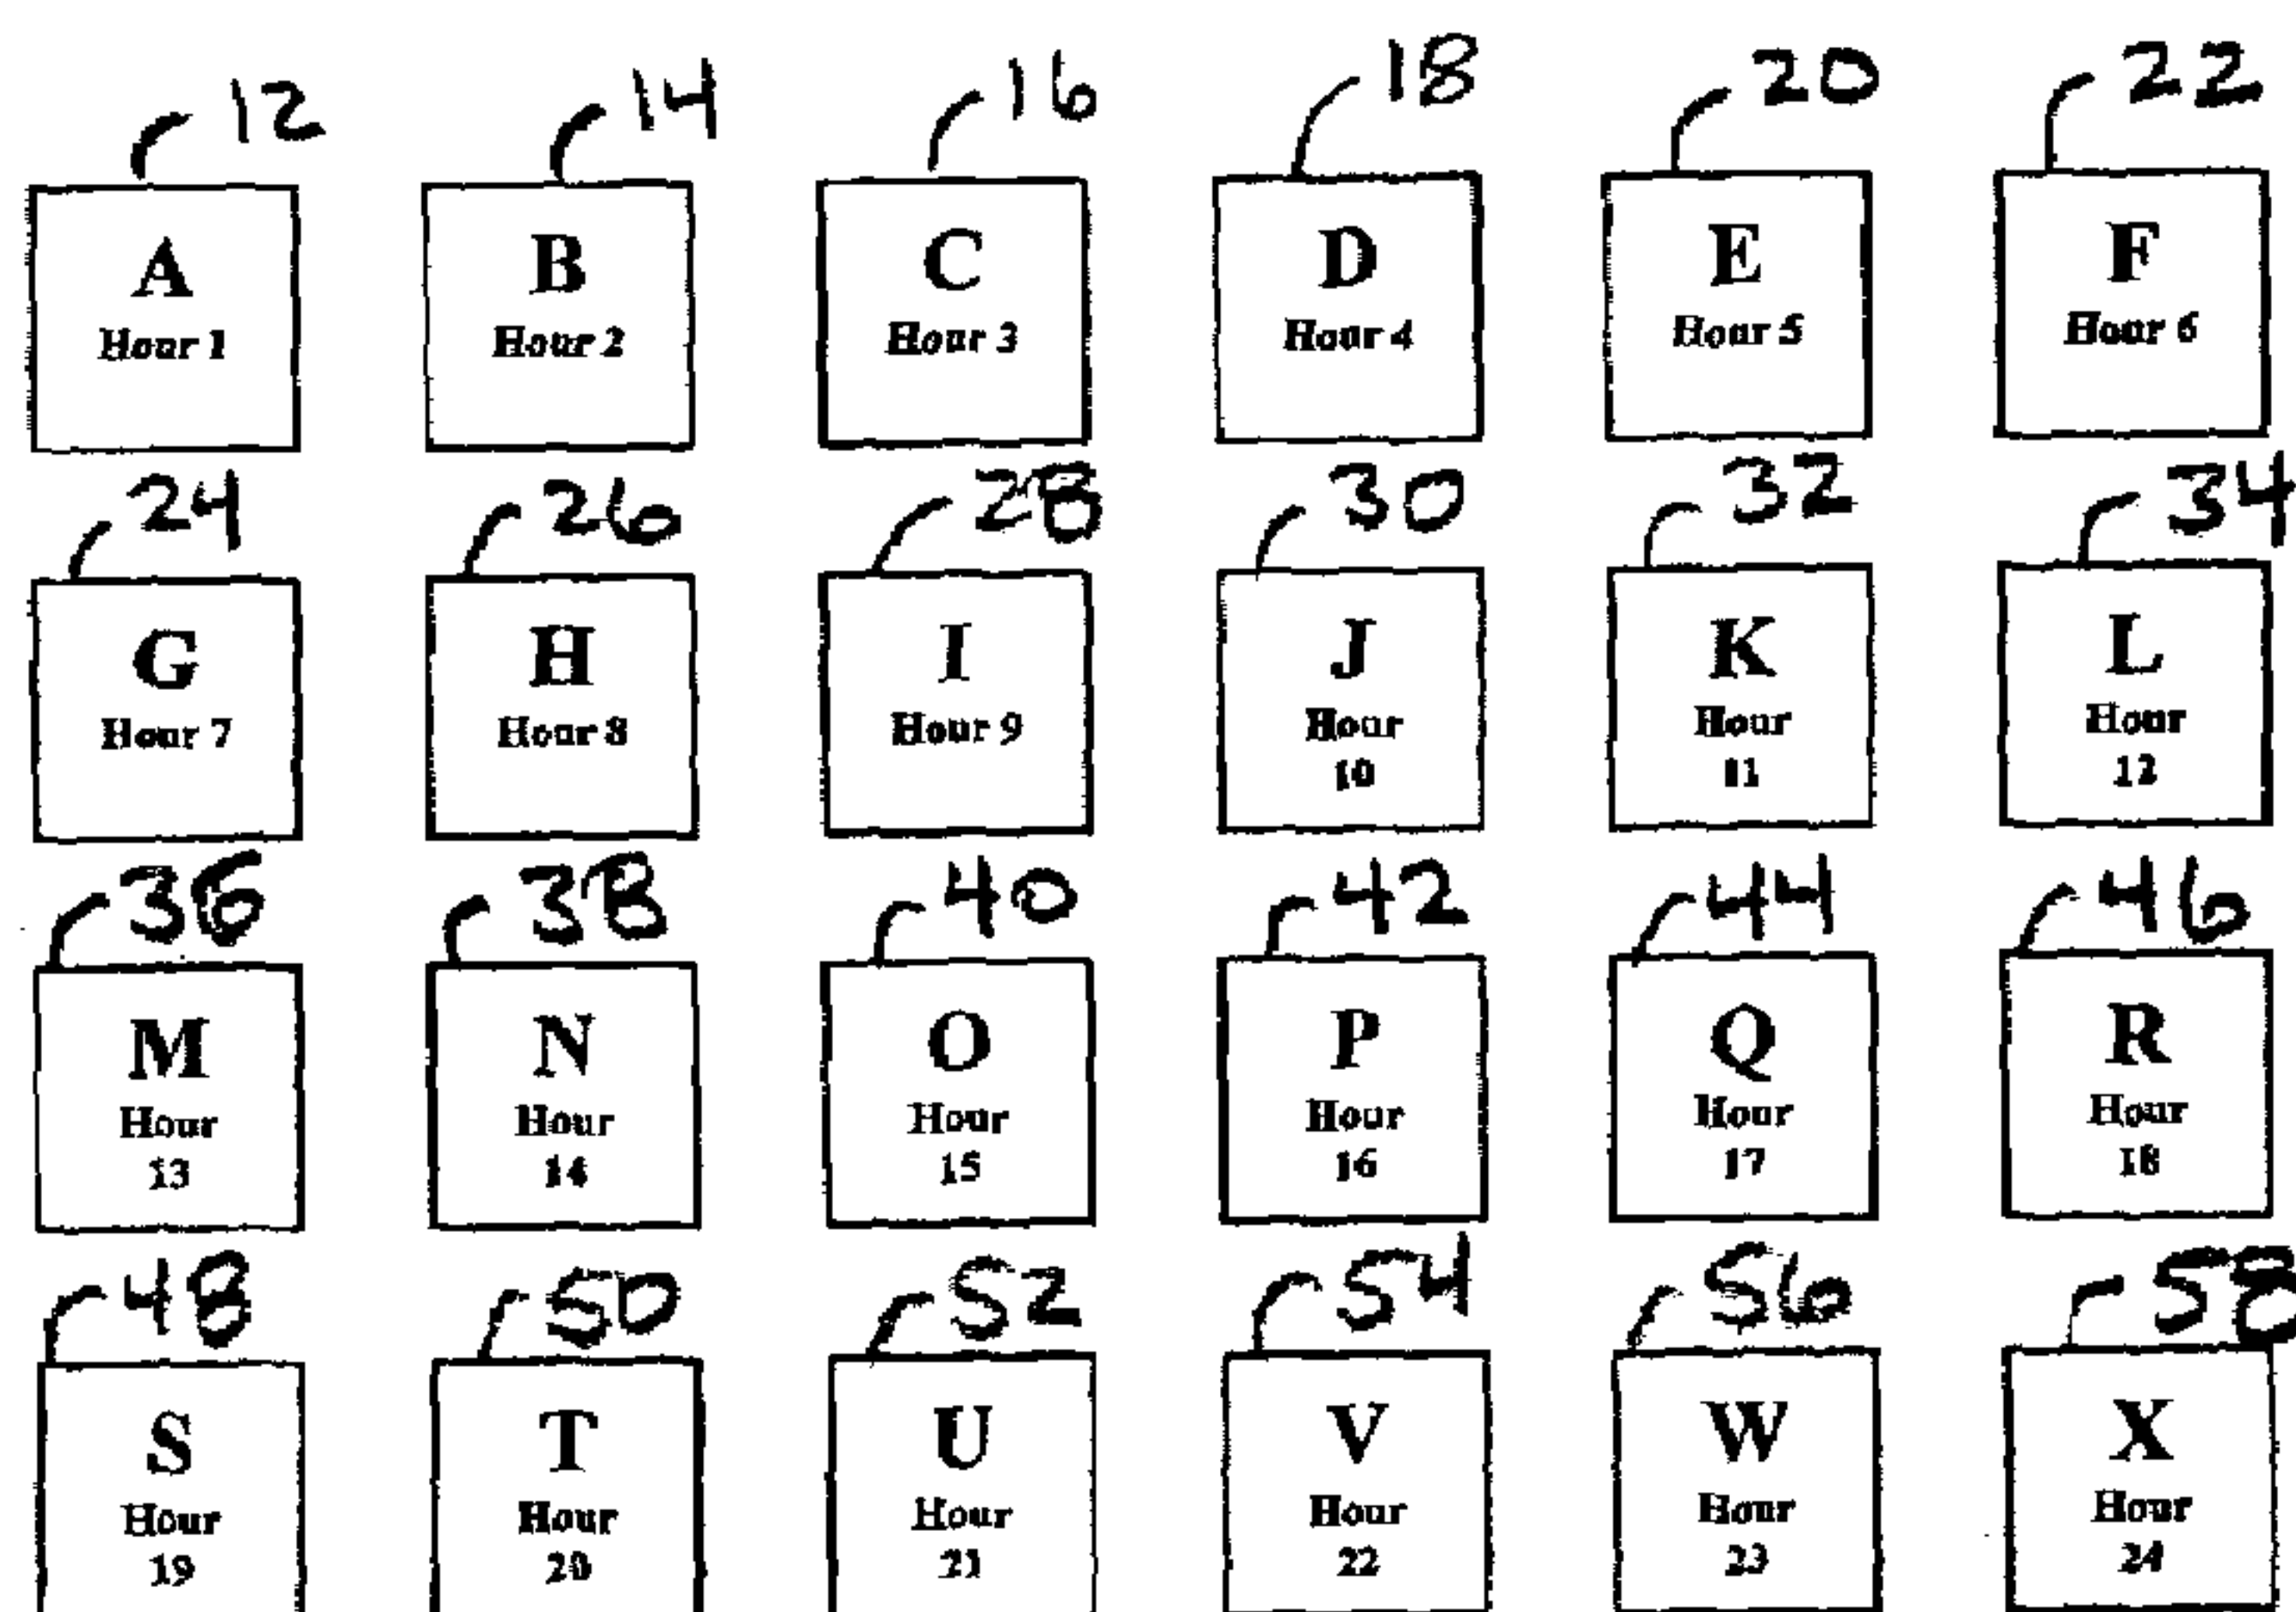 12 14 16 18 20 22
A B C D E F
Hour 1 Hour 2 Hour 3 Hour 4 Hour 5 Hour 6
24 26 28 30 32 34
G H I J K L
Hour 7 Hour 8 Hour 9 Hour Hour Hour
10 11 12
36 38 40 42 44 46
M N O P Q R
Hour Hour Hour Hour Hour Hour
13 14 15 16 17 18
48 50 52 54 56 58
S T U V W X
Hour Hour Hour Hour Hour Hour
19 20 21 22 23 24